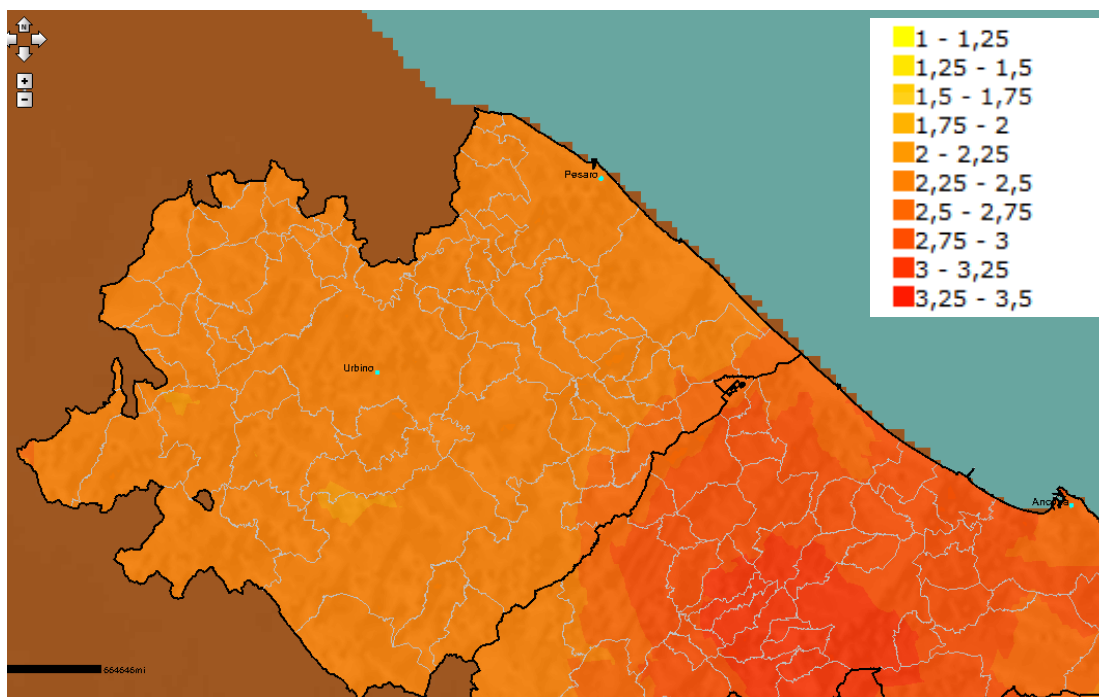 N
+
−
1 - 1,25
1,25 - 1,5
1,5 - 1,75
1,75 - 2
2 - 2,25
2,25 - 2,5
2,5 - 2,75
2,75 - 3
3 - 3,25
3,25 - 3,5
Pesaro
Urbino
Ancona
664646mi